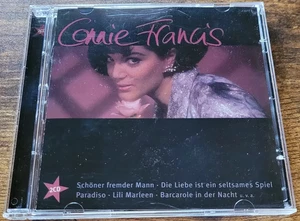 Connie Francis
Schöner fremder Mann · Die Liebe ist ein seltsames Spiel
Paradiso · Lili Marleen · Barcarole in der Nacht u.v.a.
2CD